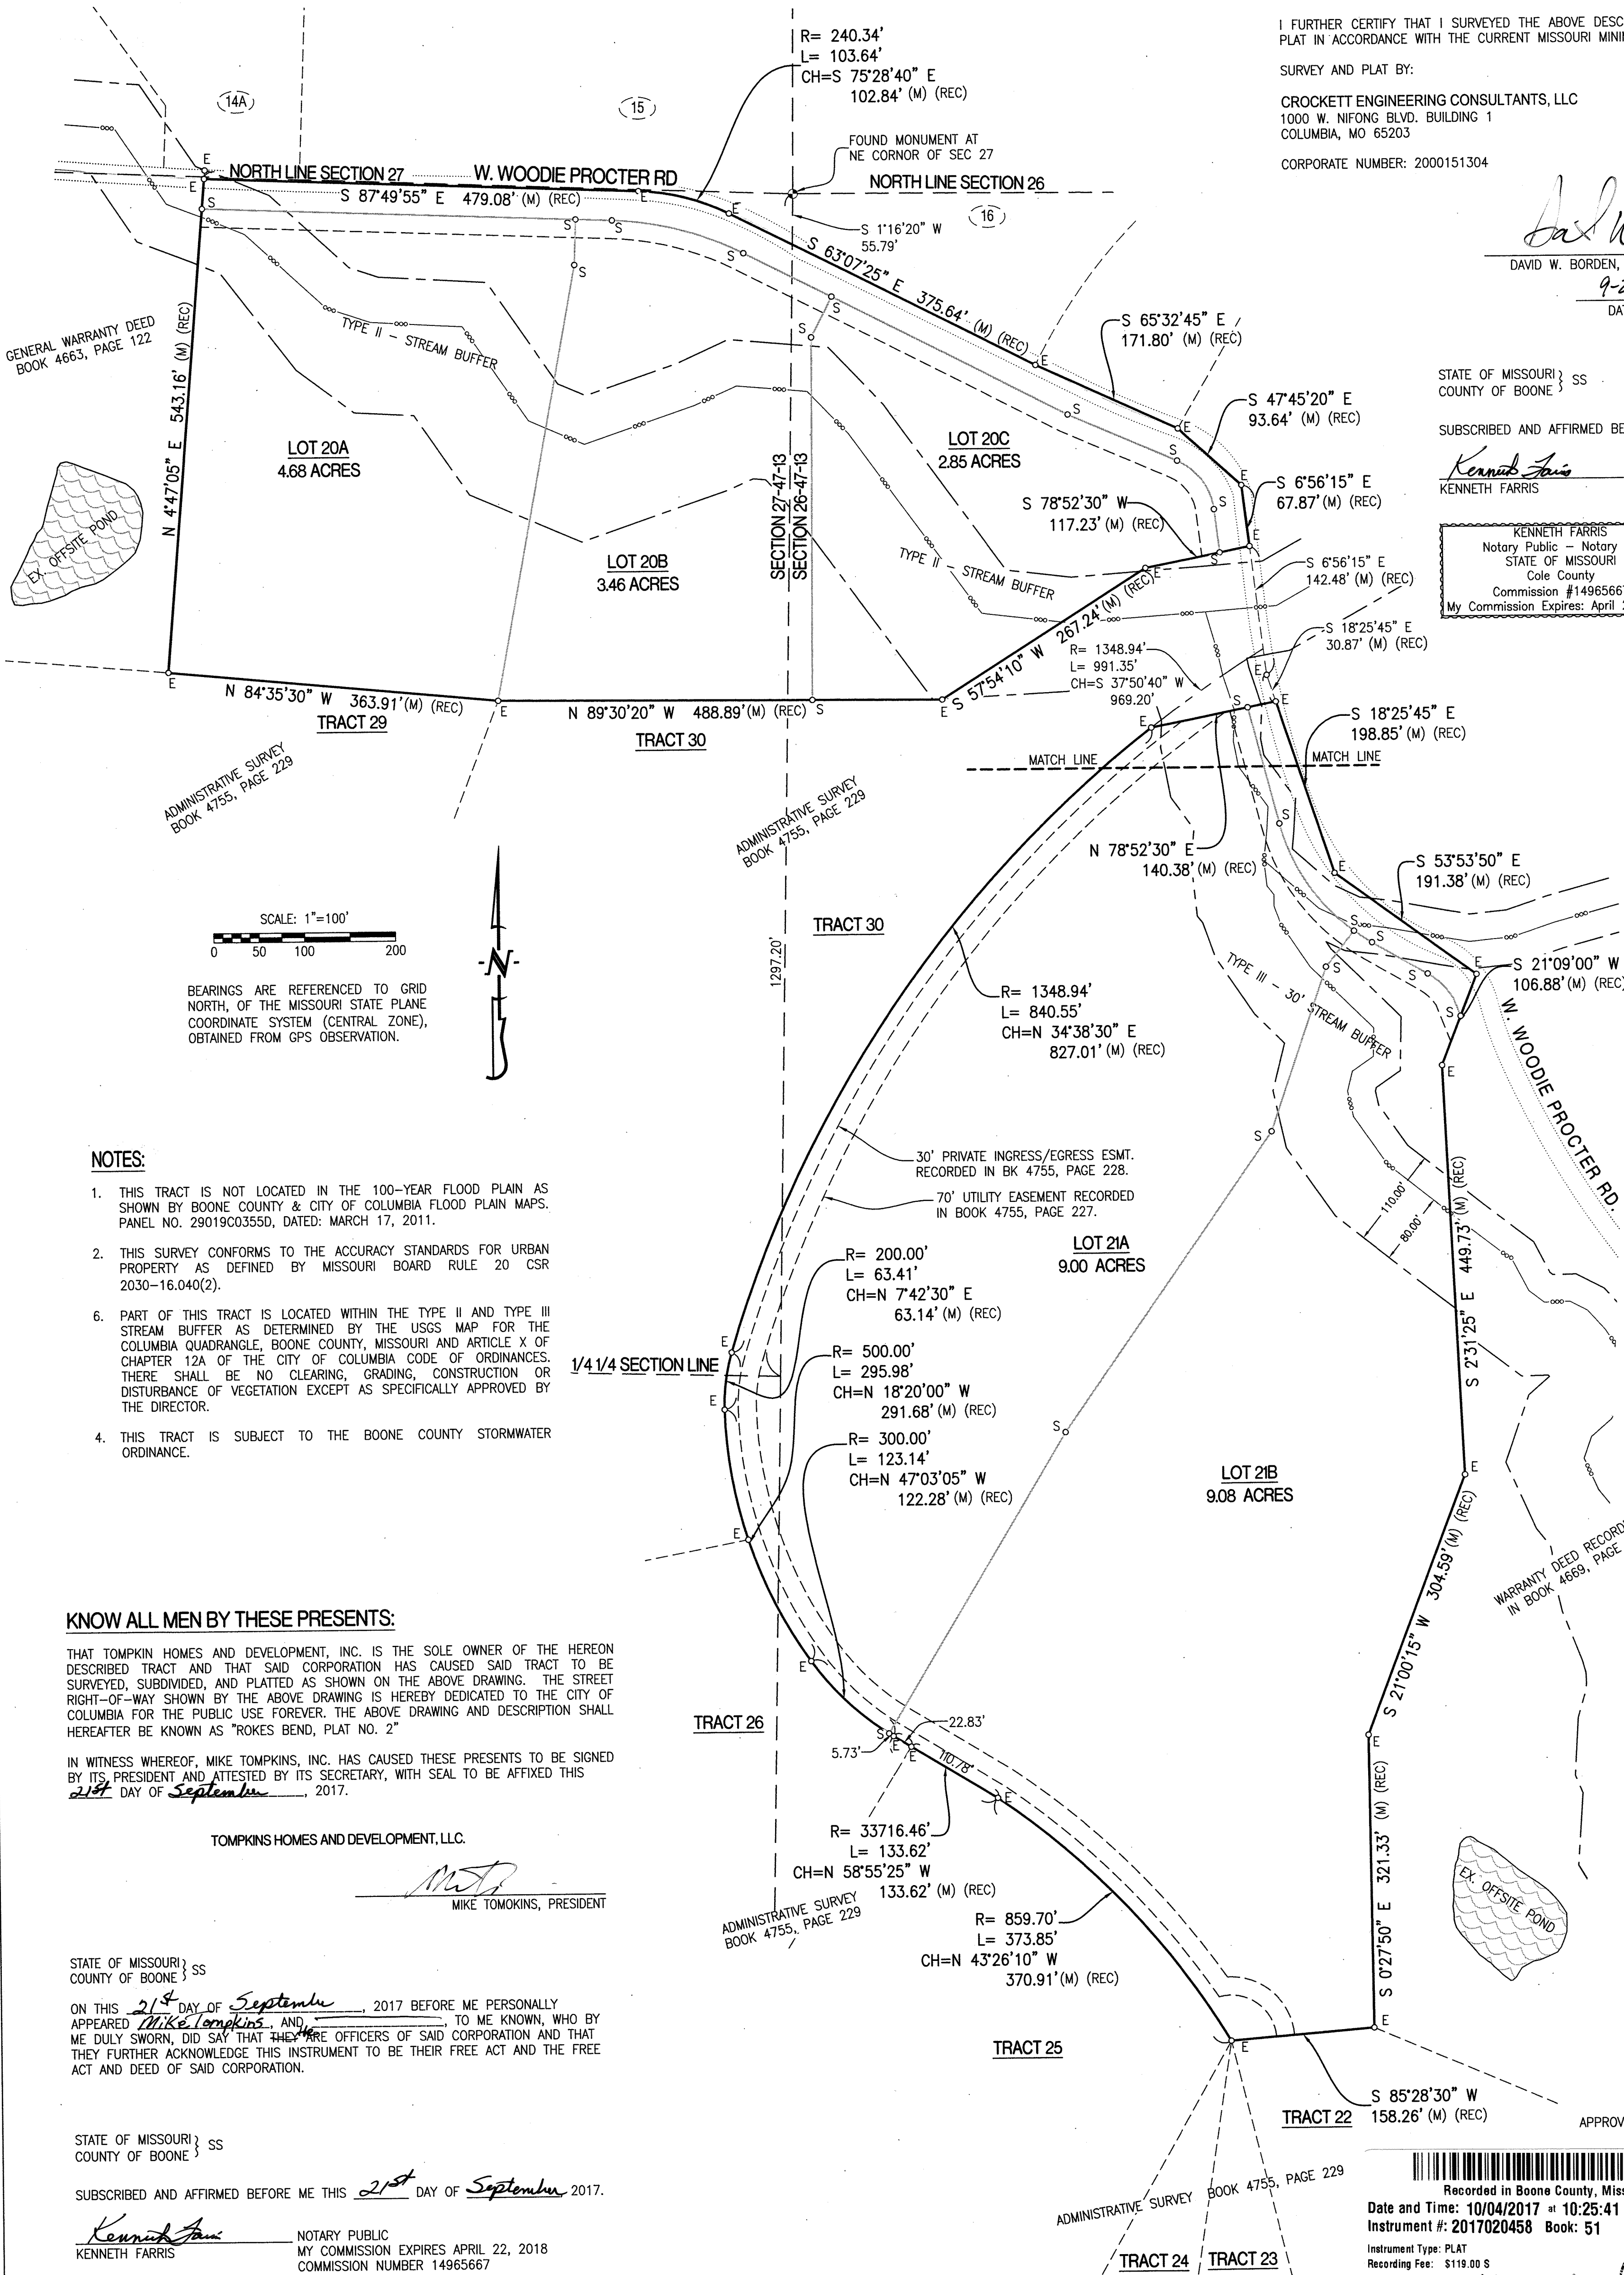 I FURTHER CERTIFY THAT I SURVEYED THE ABOVE DESC
PLAT IN ACCORDANCE WITH THE CURRENT MISSOURI MINI
SURVEY AND PLAT BY:
CROCKETT ENGINEERING CONSULTANTS, LLC
1000 W. NIFONG BLVD. BUILDING 1
COLUMBIA, MO 65203
CORPORATE NUMBER: 2000151304
DAVID W. BORDEN,
DA
STATE OF MISSOURI } SS
COUNTY OF BOONE
SUBSCRIBED AND AFFIRMED BE
Kenneth Farris
KENNETH FARRIS
KENNETH FARRIS
Notary Public – Notary
STATE OF MISSOURI
Cole County
Commission #1496566
My Commission Expires: April
R= 240.34'
L= 103.64'
CH=S 75°28'40" E
102.84' (M) (REC)
14A
15
FOUND MONUMENT AT
NE CORNOR OF SEC 27
NORTH LINE SECTION 27
W. WOODIE PROCTER RD
NORTH LINE SECTION 26
S 87°49'55" E 479.08' (M) (REC)
16
S 1°16'20" W
55.79'
S 63°07'25" E 375.64' (M) (REC)
S 65°32'45" E
171.80' (M) (REC)
S 47°45'20" E
93.64' (M) (REC)
S 6°56'15" E
67.87' (M) (REC)
GENERAL WARRANTY DEED
BOOK 4663, PAGE 122
N 4°47'05" E 543.16' (M) (REC)
TYPE II – STREAM BUFFER
LOT 20A
4.68 ACRES
LOT 20B
3.46 ACRES
LOT 20C
2.85 ACRES
SECTION 27-47-13
SECTION 26-47-13
S 78°52'30" W
117.23' (M) (REC)
TYPE II – STREAM BUFFER
S 6°56'15" E
142.48' (M) (REC)
EX. OFFSITE POND
S 57°54'10" W 267.24' (M) (REC)
R= 1348.94'
L= 991.35'
CH=S 37°50'40" W
969.20'
S 18°25'45" E
30.87' (M) (REC)
N 84°35'30" W 363.91' (M) (REC)
TRACT 29
N 89°30'20" W 488.89' (M) (REC)
TRACT 30
S 18°25'45" E
198.85' (M) (REC)
MATCH LINE
MATCH LINE
ADMINISTRATIVE SURVEY
BOOK 4755, PAGE 229
ADMINISTRATIVE SURVEY
BOOK 4755, PAGE 229
N 78°52'30" E
140.38' (M) (REC)
S 53°53'50" E
191.38' (M) (REC)
SCALE: 1"=100'
0 50 100 200
-N-
TRACT 30
1297.20'
BEARINGS ARE REFERENCED TO GRID
NORTH, OF THE MISSOURI STATE PLANE
COORDINATE SYSTEM (CENTRAL ZONE),
OBTAINED FROM GPS OBSERVATION.
S 21°09'00" W
106.88' (M) (REC)
TYPE III – 30' STREAM BUFFER
W. WOODIE PROCTER RD.
R= 1348.94'
L= 840.55'
CH=N 34°38'30" E
827.01' (M) (REC)
30' PRIVATE INGRESS/EGRESS ESMT.
RECORDED IN BK 4755, PAGE 228.
70' UTILITY EASEMENT RECORDED
IN BOOK 4755, PAGE 227.
110.00'
80.00'
S 2°31'25" E 449.73' (M) (REC)
LOT 21A
9.00 ACRES
NOTES:
1. THIS TRACT IS NOT LOCATED IN THE 100-YEAR FLOOD PLAIN AS
SHOWN BY BOONE COUNTY & CITY OF COLUMBIA FLOOD PLAIN MAPS.
PANEL NO. 29019C0355D, DATED: MARCH 17, 2011.
2. THIS SURVEY CONFORMS TO THE ACCURACY STANDARDS FOR URBAN
PROPERTY AS DEFINED BY MISSOURI BOARD RULE 20 CSR
2030-16.040(2).
6. PART OF THIS TRACT IS LOCATED WITHIN THE TYPE II AND TYPE III
STREAM BUFFER AS DETERMINED BY THE USGS MAP FOR THE
COLUMBIA QUADRANGLE, BOONE COUNTY, MISSOURI AND ARTICLE X OF
CHAPTER 12A OF THE CITY OF COLUMBIA CODE OF ORDINANCES.
THERE SHALL BE NO CLEARING, GRADING, CONSTRUCTION OR
DISTURBANCE OF VEGETATION EXCEPT AS SPECIFICALLY APPROVED BY
THE DIRECTOR.
4. THIS TRACT IS SUBJECT TO THE BOONE COUNTY STORMWATER
ORDINANCE.
R= 200.00'
L= 63.41'
CH=N 7°42'30" E
63.14' (M) (REC)
1/4 1/4 SECTION LINE
R= 500.00'
L= 295.98'
CH=N 18°20'00" W
291.68' (M) (REC)
R= 300.00'
L= 123.14'
CH=N 47°03'05" W
122.28' (M) (REC)
LOT 21B
9.08 ACRES
S 21°00'15" W 304.59' (M) (REC)
WARRANTY DEED RECORD
IN BOOK 4669, PAGE
KNOW ALL MEN BY THESE PRESENTS:
THAT TOMPKIN HOMES AND DEVELOPMENT, INC. IS THE SOLE OWNER OF THE HEREON
DESCRIBED TRACT AND THAT SAID CORPORATION HAS CAUSED SAID TRACT TO BE
SURVEYED, SUBDIVIDED, AND PLATTED AS SHOWN ON THE ABOVE DRAWING. THE STREET
RIGHT-OF-WAY SHOWN BY THE ABOVE DRAWING IS HEREBY DEDICATED TO THE CITY OF
COLUMBIA FOR THE PUBLIC USE FOREVER. THE ABOVE DRAWING AND DESCRIPTION SHALL
HEREAFTER BE KNOWN AS "ROKES BEND, PLAT NO. 2"
IN WITNESS WHEREOF, MIKE TOMPKINS, INC. HAS CAUSED THESE PRESENTS TO BE SIGNED
BY ITS PRESIDENT AND ATTESTED BY ITS SECRETARY, WITH SEAL TO BE AFFIXED THIS
21st DAY OF September, 2017.
TOMPKINS HOMES AND DEVELOPMENT, LLC.
MIKE TOMOKINS, PRESIDENT
TRACT 26
5.73'
22.83'
110.78'
R= 33716.46'
L= 133.62'
CH=N 58°55'25" W
133.62' (M) (REC)
ADMINISTRATIVE SURVEY
BOOK 4755, PAGE 229
R= 859.70'
L= 373.85'
CH=N 43°26'10" W
370.91' (M) (REC)
S 0°27'50" E 321.33' (M) (REC)
EX. OFFSITE POND
STATE OF MISSOURI } SS
COUNTY OF BOONE
ON THIS 21st DAY OF September, 2017 BEFORE ME PERSONALLY
APPEARED Mike Tompkins, AND ________, TO ME KNOWN, WHO BY
ME DULY SWORN, DID SAY THAT THEY ARE OFFICERS OF SAID CORPORATION AND THAT
THEY FURTHER ACKNOWLEDGE THIS INSTRUMENT TO BE THEIR FREE ACT AND THE FREE
ACT AND DEED OF SAID CORPORATION.
TRACT 25
S 85°28'30" W
158.26' (M) (REC)
TRACT 22
APPROV
STATE OF MISSOURI } SS
COUNTY OF BOONE
SUBSCRIBED AND AFFIRMED BEFORE ME THIS 21st DAY OF September 2017.
Kenneth Farris
KENNETH FARRIS
NOTARY PUBLIC
MY COMMISSION EXPIRES APRIL 22, 2018
COMMISSION NUMBER 14965667
ADMINISTRATIVE SURVEY BOOK 4755, PAGE 229
TRACT 24
TRACT 23
Recorded in Boone County, Miss
Date and Time: 10/04/2017 at 10:25:41
Instrument #: 2017020458 Book: 51
Instrument Type: PLAT
Recording Fee: $119.00 S